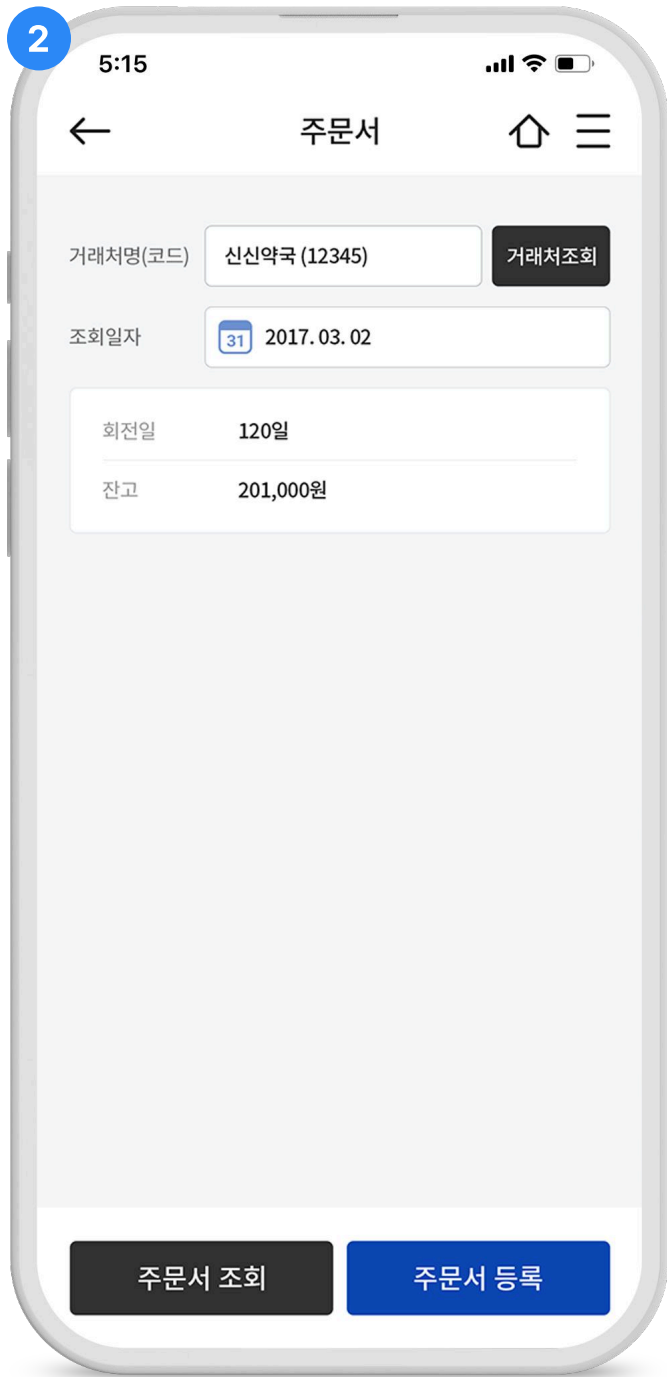 2
5:15
주문서
거래처명(코드) 신신약국 (12345) 거래처조회
조회일자 31 2017. 03. 02
회전일 120일
잔고 201,000원
주문서 조회 주문서 등록